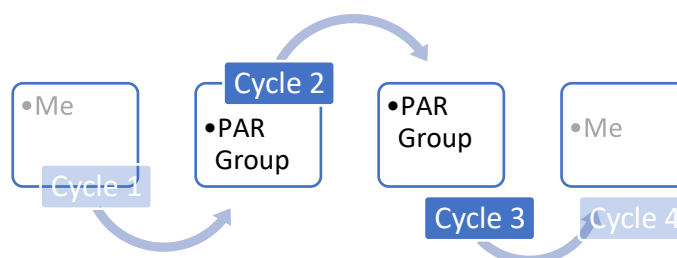 •Me
Cycle 1
Cycle 2
•PAR
Group
•PAR
Group
Cycle 3
•Me
Cycle 4